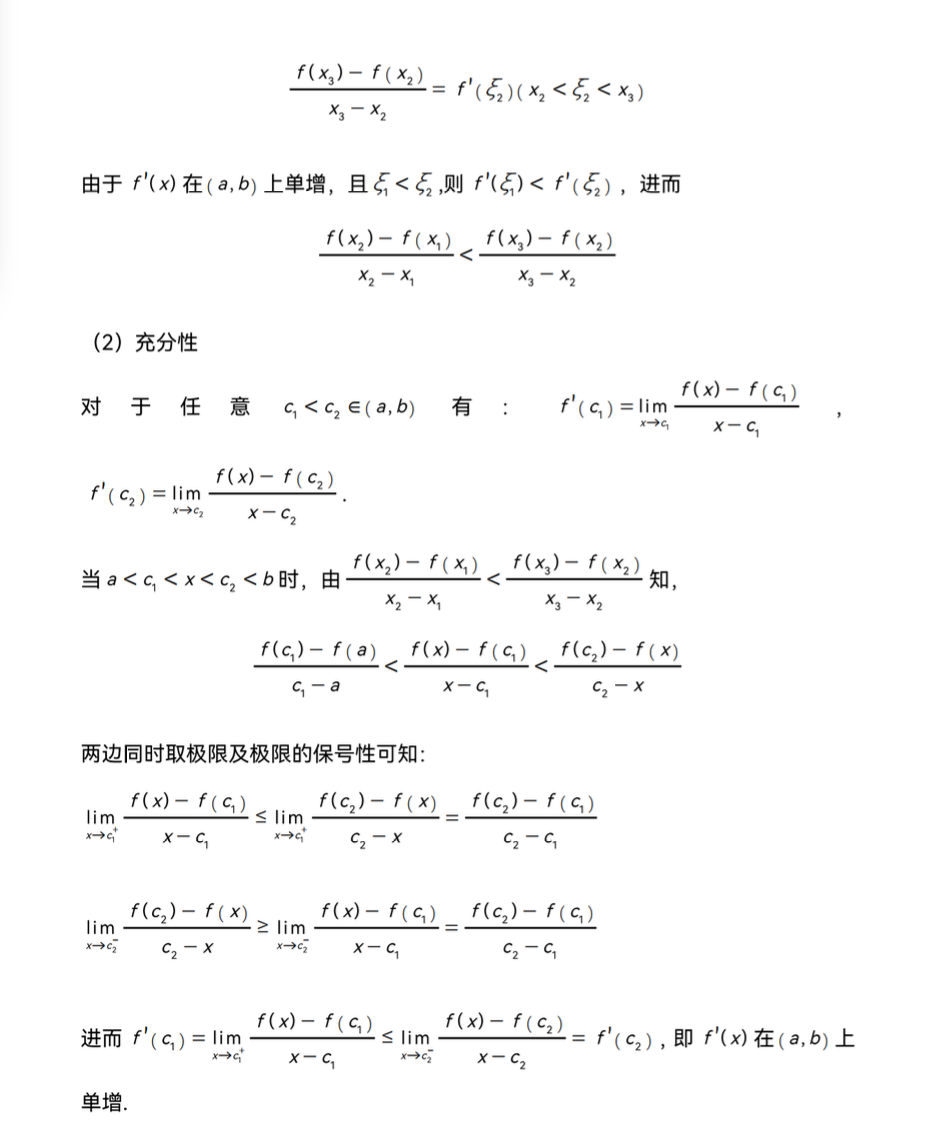 $\frac{f(x_3)-f(x_2)}{x_3-x_2}=f'(\xi_2)(x_2<\xi_2<x_3)$
由于 $f'(x)$ 在$(a,b)$ 上单增，且 $\xi_1<\xi_2$ ,则 $f'(\xi_1)<f'(\xi_2)$ ，进而
$\frac{f(x_2)-f(x_1)}{x_2-x_1}<\frac{f(x_3)-f(x_2)}{x_3-x_2}$
（2）充分性
对于任意 $c_1<c_2\in(a,b)$ 有： $f'(c_1)=\lim_{x\to c_1}\frac{f(x)-f(c_1)}{x-c_1}$ ，
$f'(c_2)=\lim_{x\to c_2}\frac{f(x)-f(c_2)}{x-c_2}$ .
当 $a<c_1<x<c_2<b$ 时，由 $\frac{f(x_2)-f(x_1)}{x_2-x_1}<\frac{f(x_3)-f(x_2)}{x_3-x_2}$ 知，
$\frac{f(c_1)-f(a)}{c_1-a}<\frac{f(x)-f(c_1)}{x-c_1}<\frac{f(c_2)-f(x)}{c_2-x}$
两边同时取极限及极限的保号性可知：
$\lim_{x\to c_1^+}\frac{f(x)-f(c_1)}{x-c_1}\le\lim_{x\to c_1^+}\frac{f(c_2)-f(x)}{c_2-x}=\frac{f(c_2)-f(c_1)}{c_2-c_1}$
$\lim_{x\to c_2^-}\frac{f(c_2)-f(x)}{c_2-x}\ge\lim_{x\to c_2^-}\frac{f(x)-f(c_1)}{x-c_1}=\frac{f(c_2)-f(c_1)}{c_2-c_1}$
进而 $f'(c_1)=\lim_{x\to c_1^+}\frac{f(x)-f(c_1)}{x-c_1}\le\lim_{x\to c_2^-}\frac{f(x)-f(c_2)}{x-c_2}=f'(c_2)$ , 即 $f'(x)$ 在$(a,b)$ 上
单增.